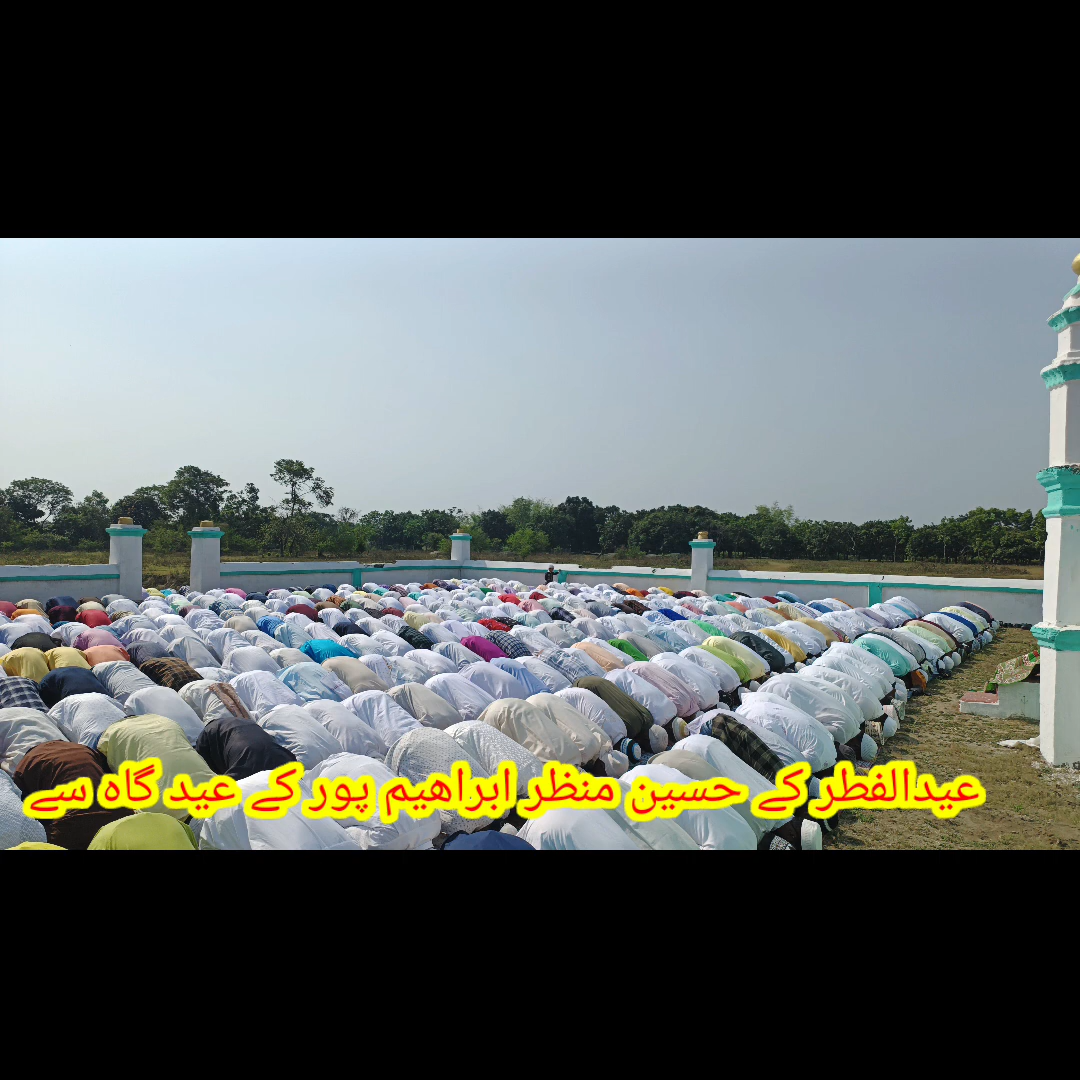 عیدالفطر کے حسین منظر ابراھیم پور کے عید گاہ سے